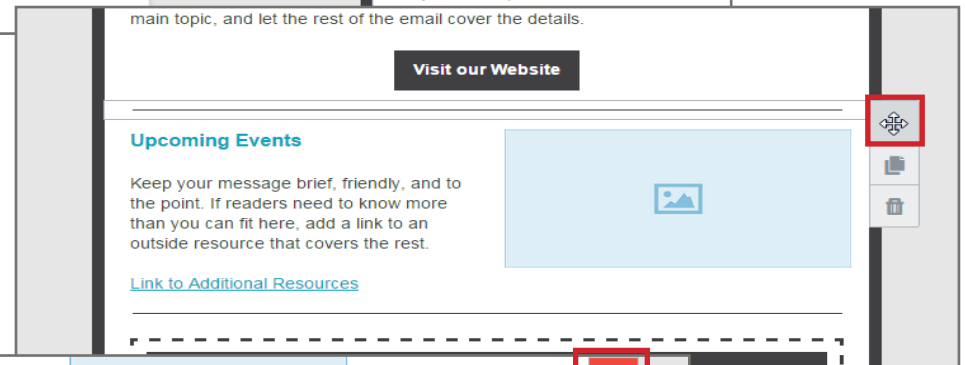 main topic, and let the rest of the email cover the details.
Visit our Website
Upcoming Events
Keep your message brief, friendly, and to
the point. If readers need to know more
than you can fit here, add a link to an
outside resource that covers the rest.
Link to Additional Resources